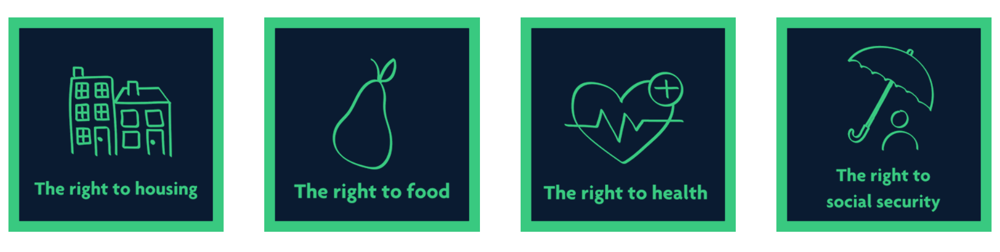 The right to housing
The right to food
The right to health
The right to
social security